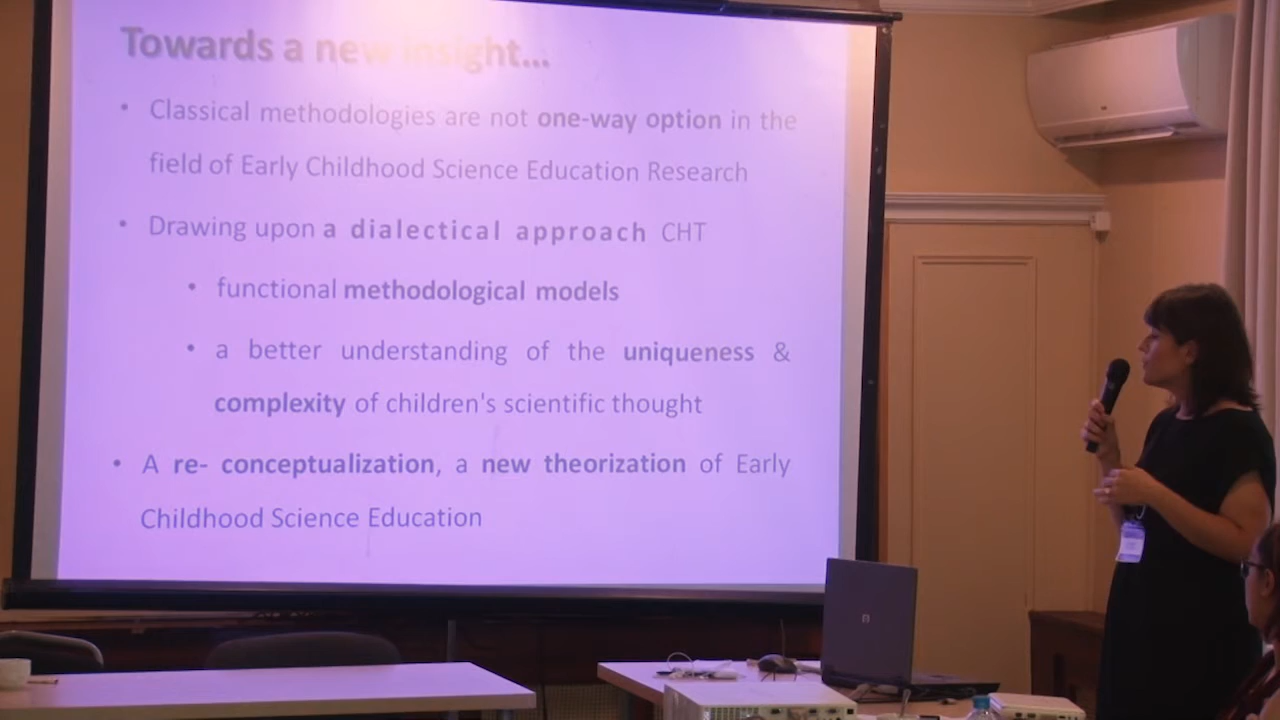 Towards a new insight...
• Classical methodologies are not one-way option in the
field of Early Childhood Science Education Research
• Drawing upon a dialectical approach CHT
• functional methodological models
• a better understanding of the uniqueness &
complexity of children's scientific thought
• A re- conceptualization, a new theorization of Early
Childhood Science Education